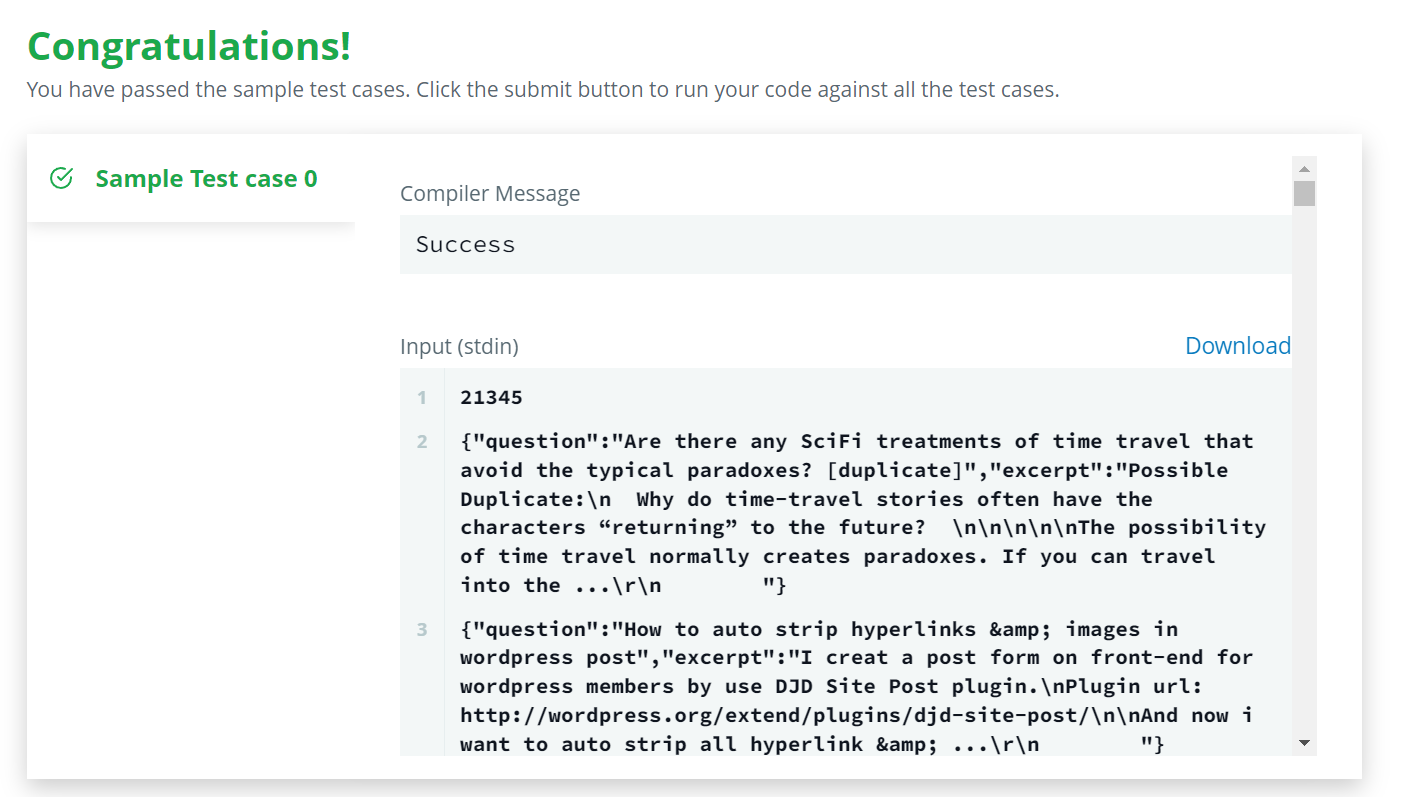 Congratulations!
You have passed the sample test cases. Click the submit button to run your code against all the test cases.
Sample Test case 0
Compiler Message
Success
Input (stdin)
Download
1 21345
2 {"question":"Are there any SciFi treatments of time travel that
avoid the typical paradoxes? [duplicate]","excerpt":"Possible
Duplicate:\n  Why do time-travel stories often have the
characters “returning” to the future?  \n\n\n\n\nThe possibility
of time travel normally creates paradoxes. If you can travel
into the ...\r\n        "}
3 {"question":"How to auto strip hyperlinks &amp; images in
wordpress post","excerpt":"I creat a post form on front-end for
wordpress members by use DJD Site Post plugin.\nPlugin url:
http://wordpress.org/extend/plugins/djd-site-post/\n\nAnd now i
want to auto strip all hyperlink &amp; ...\r\n        "}